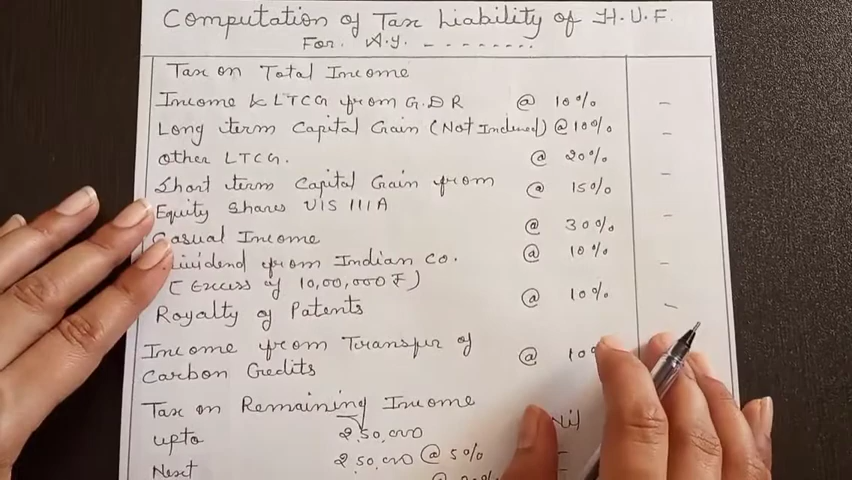 Computation of Tax Liability of H.U.F.
For. A.y. --------
Tax on Total Income
Income & LTCG from G.D R @ 10%
Long term Capital Gain (Not Indexed) @ 10%
Other LTCG. @ 20%
Short term Capital Gain from @ 15%
Equity Shares U/S 111A
Casual Income @ 30%
Dividend from Indian Co. @ 10%
(Excess of 10,00,000 ₹)
Royalty of Patents @ 10%
Income from Transfer of
Carbon Credits @ 10%
Tax on Remaining Income
upto 2,50,000 Nil
Next 2,50,000 @ 5%